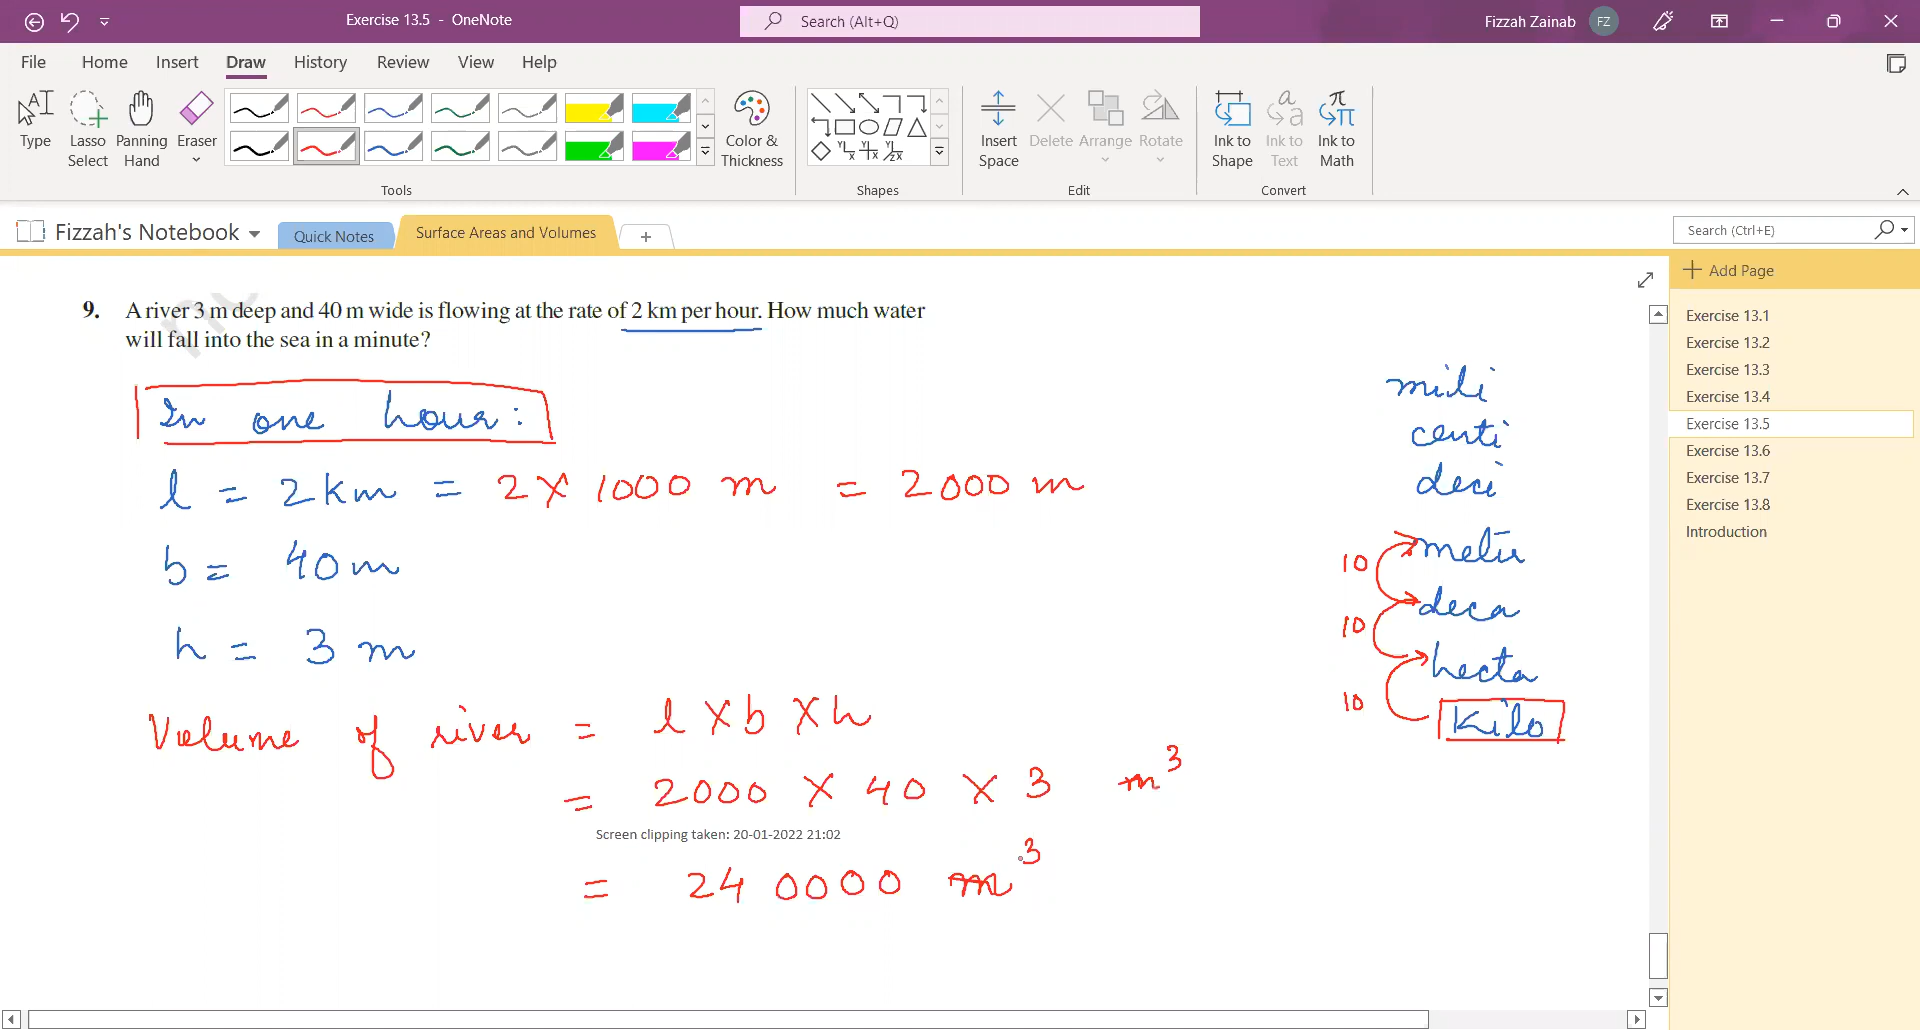 Exercise 13.5 - OneNote
Search (Alt+Q)
Fizzah Zainab FZ
File Home Insert Draw History Review View Help
Type
Lasso Select
Panning Hand
Eraser
Color & Thickness
Insert Space
Delete
Arrange
Rotate
Ink to Shape
Ink to Text
Ink to Math
Tools
Shapes
Edit
Convert
Fizzah's Notebook
Quick Notes
Surface Areas and Volumes
Search (Ctrl+E)
Add Page
Exercise 13.1
Exercise 13.2
Exercise 13.3
Exercise 13.4
Exercise 13.5
Exercise 13.6
Exercise 13.7
Exercise 13.8
Introduction
9. A river 3 m deep and 40 m wide is flowing at the rate of 2 km per hour. How much water
will fall into the sea in a minute?
In one hour:
l = 2km = 2 X 1000 m = 2000 m
b = 40m
h = 3 m
Volume of river = l X b X h
= 2000 X 40 X 3 m³
Screen clipping taken: 20-01-2022 21:02
= 24 0000 m³
mili
centi
deci
10
deca
10
hecta
10
Kilo